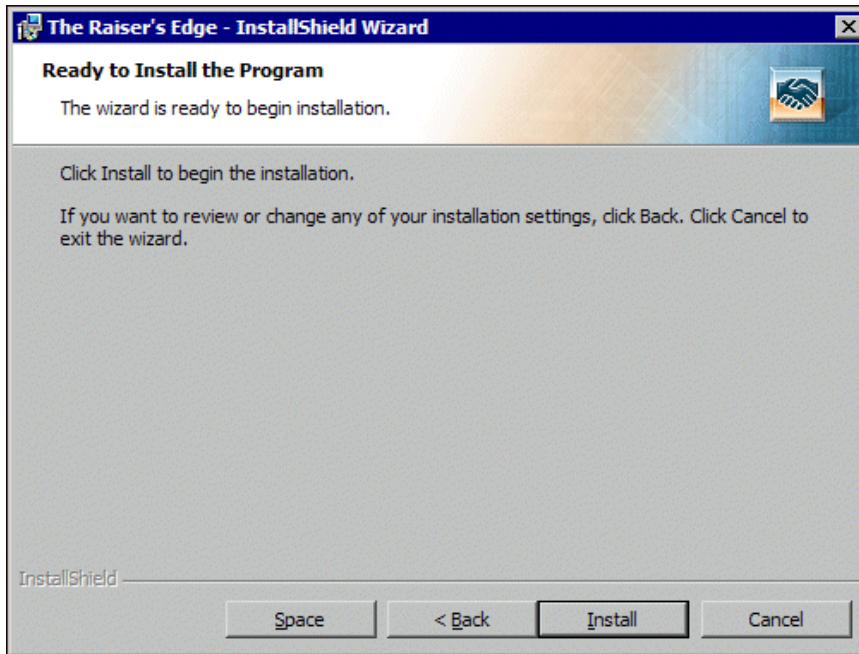 The Raiser's Edge - InstallShield Wizard
Ready to Install the Program
The wizard is ready to begin installation.
Click Install to begin the installation.
If you want to review or change any of your installation settings, click Back. Click Cancel to
exit the wizard.
InstallShield
Space
< Back
Install
Cancel